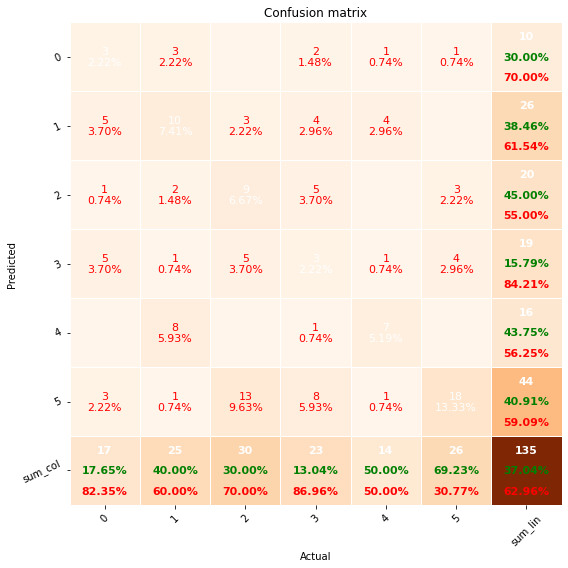 Confusion matrix
0 3 3 2 1 1 10
2.22% 2.22% 1.48% 0.74% 0.74% 30.00%
70.00%
1 5 10 3 4 4 26
3.70% 7.41% 2.22% 2.96% 2.96% 38.46%
61.54%
2 1 2 9 5 3 20
0.74% 1.48% 6.67% 3.70% 2.22% 45.00%
55.00%
3 5 1 5 3 1 4 19
3.70% 0.74% 3.70% 2.22% 0.74% 2.96% 15.79%
84.21%
4 8 1 7 16
5.93% 0.74% 5.19% 43.75%
56.25%
5 3 1 13 8 1 18 44
2.22% 0.74% 9.63% 5.93% 0.74% 13.33% 40.91%
59.09%
sum_col 17 25 30 23 14 26 135
17.65% 40.00% 30.00% 13.04% 50.00% 69.23% 37.04%
82.35% 60.00% 70.00% 86.96% 50.00% 30.77% 62.96%
0 1 2 3 4 5 sum_lin
Actual
Predicted